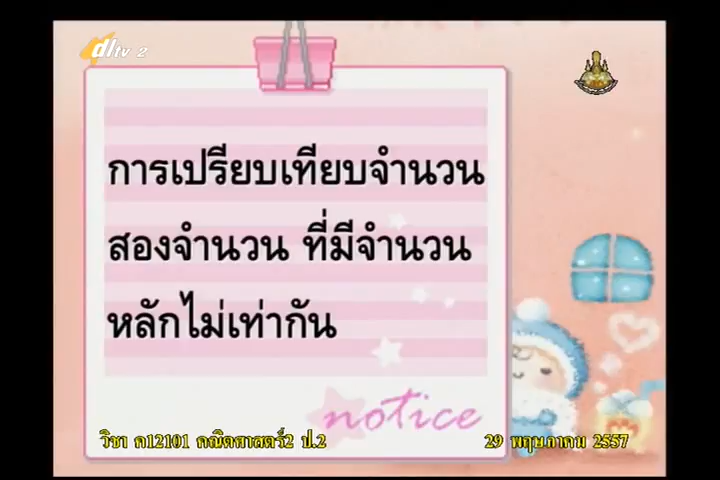 dltv 2
การเปรียบเทียบจำนวน
สองจำนวน ที่มีจำนวน
หลักไม่เท่ากัน
notice
วิชา ค12101 คณิตศาสตร์2 ป.2
29 พฤษภาคม 2557